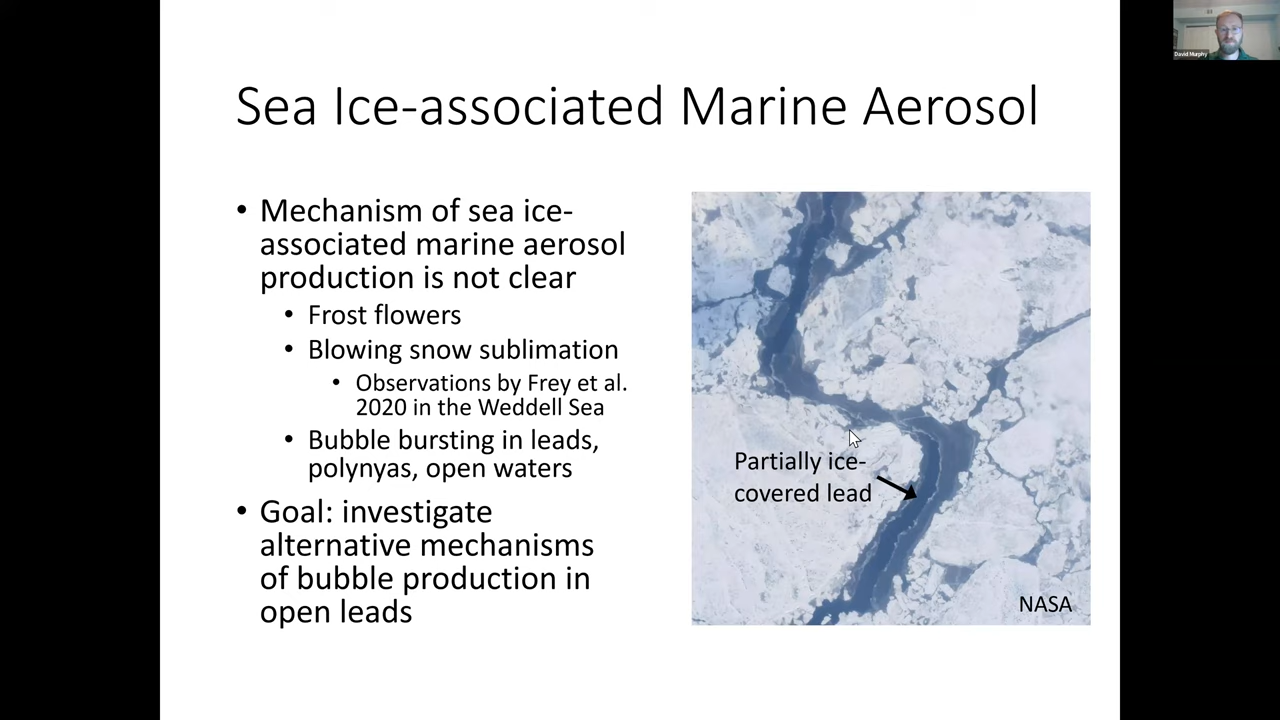 Sea Ice-associated Marine Aerosol
• Mechanism of sea ice-
associated marine aerosol
production is not clear
• Frost flowers
• Blowing snow sublimation
• Observations by Frey et al.
2020 in the Weddell Sea
• Bubble bursting in leads,
polynyas, open waters
• Goal: investigate
alternative mechanisms
of bubble production in
open leads
Partially ice-
covered lead
NASA
David Murphy